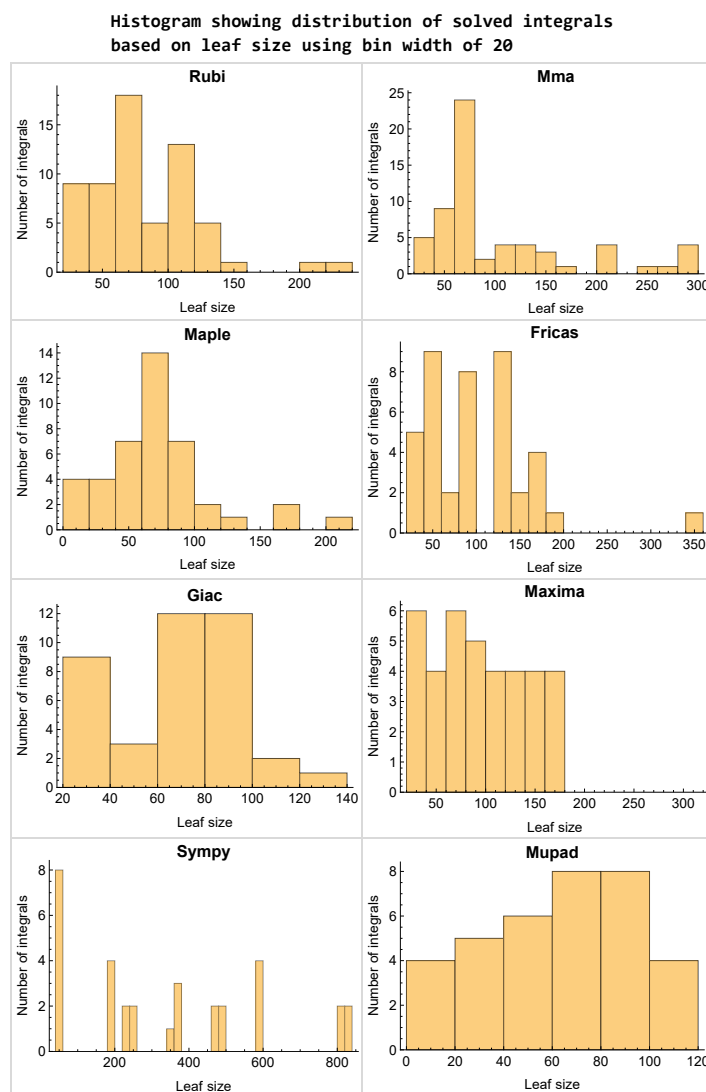 Histogram showing distribution of solved integrals
based on leaf size using bin width of 20
Rubi
Number of integrals
15
10
5
0
50 100 150 200
Leaf size
Mma
Number of integrals
25
20
15
10
5
0
50 100 150 200 250 300
Leaf size
Maple
Number of integrals
14
12
10
8
6
4
2
0
0 50 100 150 200
Leaf size
Fricas
Number of integrals
8
6
4
2
0
50 100 150 200 250 300 350
Leaf size
Giac
Number of integrals
12
10
8
6
4
2
0
20 40 60 80 100 120 140
Leaf size
Maxima
Number of integrals
6
5
4
3
2
1
0
50 100 150 200 250 300
Leaf size
Sympy
Number of integrals
8
6
4
2
0
200 400 600 800
Leaf size
Mupad
Number of integrals
8
6
4
2
0
0 20 40 60 80 100 120
Leaf size